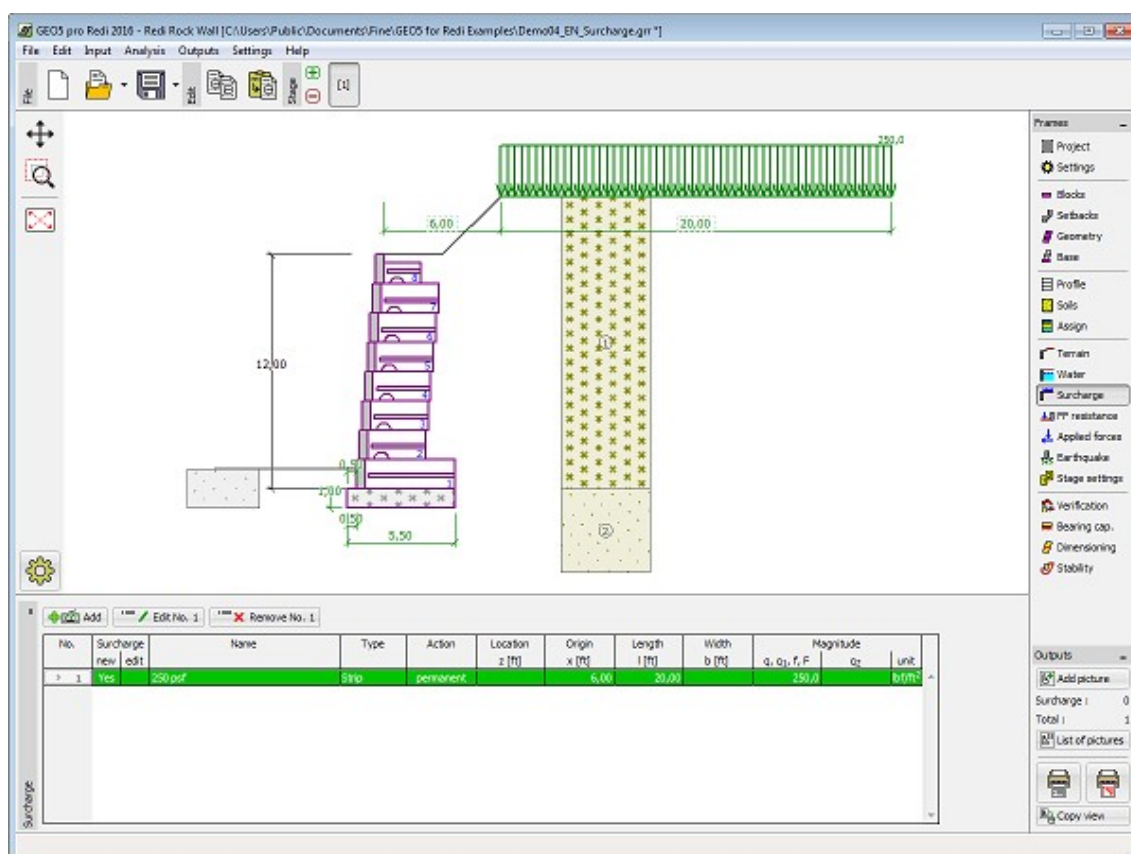 GEO5 pro Redi 2016 - Redi Rock Wall [C:\Users\Public\Documents\Fine\GEO5 for Redi Examples\Demo04_EN_Surcharge.grr *]
File Edit Input Analysis Outputs Settings Help
File Edit Stage [1]
Frames
Project
Settings
Blocks
Setbacks
Geometry
Base
Profile
Soils
Assign
Terrain
Water
Surcharge
FF resistance
Applied forces
Earthquake
Stage settings
Verification
Bearing cap.
Dimensioning
Stability
250,0
6,00 20,00
8
7
6
5
4
3
2
1
12,00
0,50
1,00
0,50
5,50
1
2
Add Edit No. 1 Remove No. 1
No. Surcharge Name Type Action Location Origin Length Width Magnitude
new edit z [ft] x [ft] l [ft] b [ft] q, q1, f, F q2 unit
> 1 Yes 250 psf Strip permanent 6,00 20,00 250,0 lbf/ft²
Surcharge
Outputs
Add picture
Surcharge : 0
Total : 1
List of pictures
Copy view